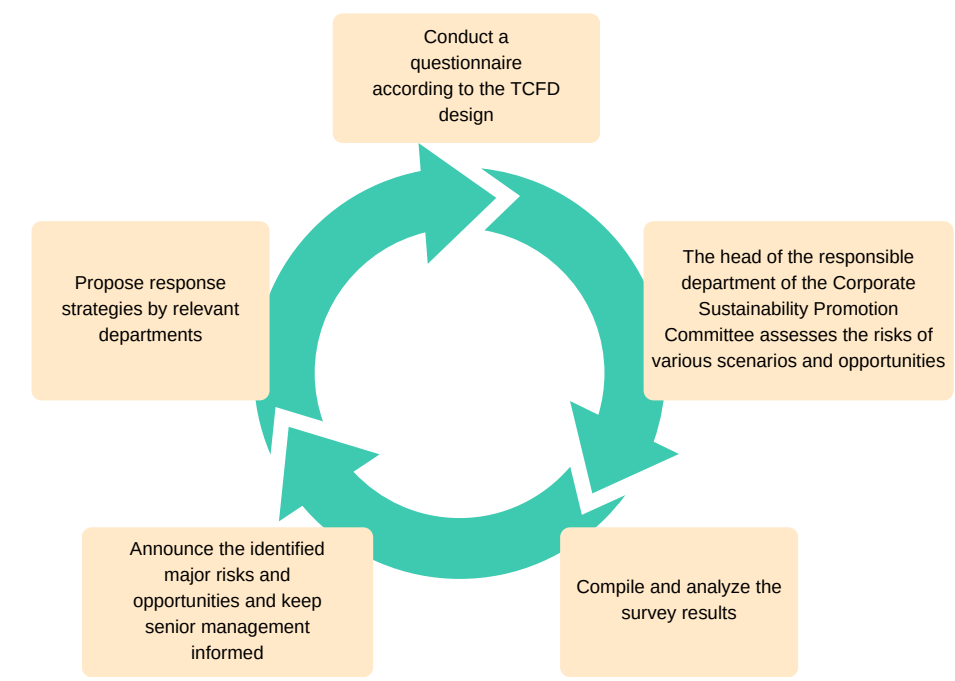 Conduct a
questionnaire
according to the TCFD
design
The head of the responsible
department of the Corporate
Sustainability Promotion
Committee assesses the risks of
various scenarios and opportunities
Compile and analyze the
survey results
Announce the identified
major risks and
opportunities and keep
senior management
informed
Propose response
strategies by relevant
departments